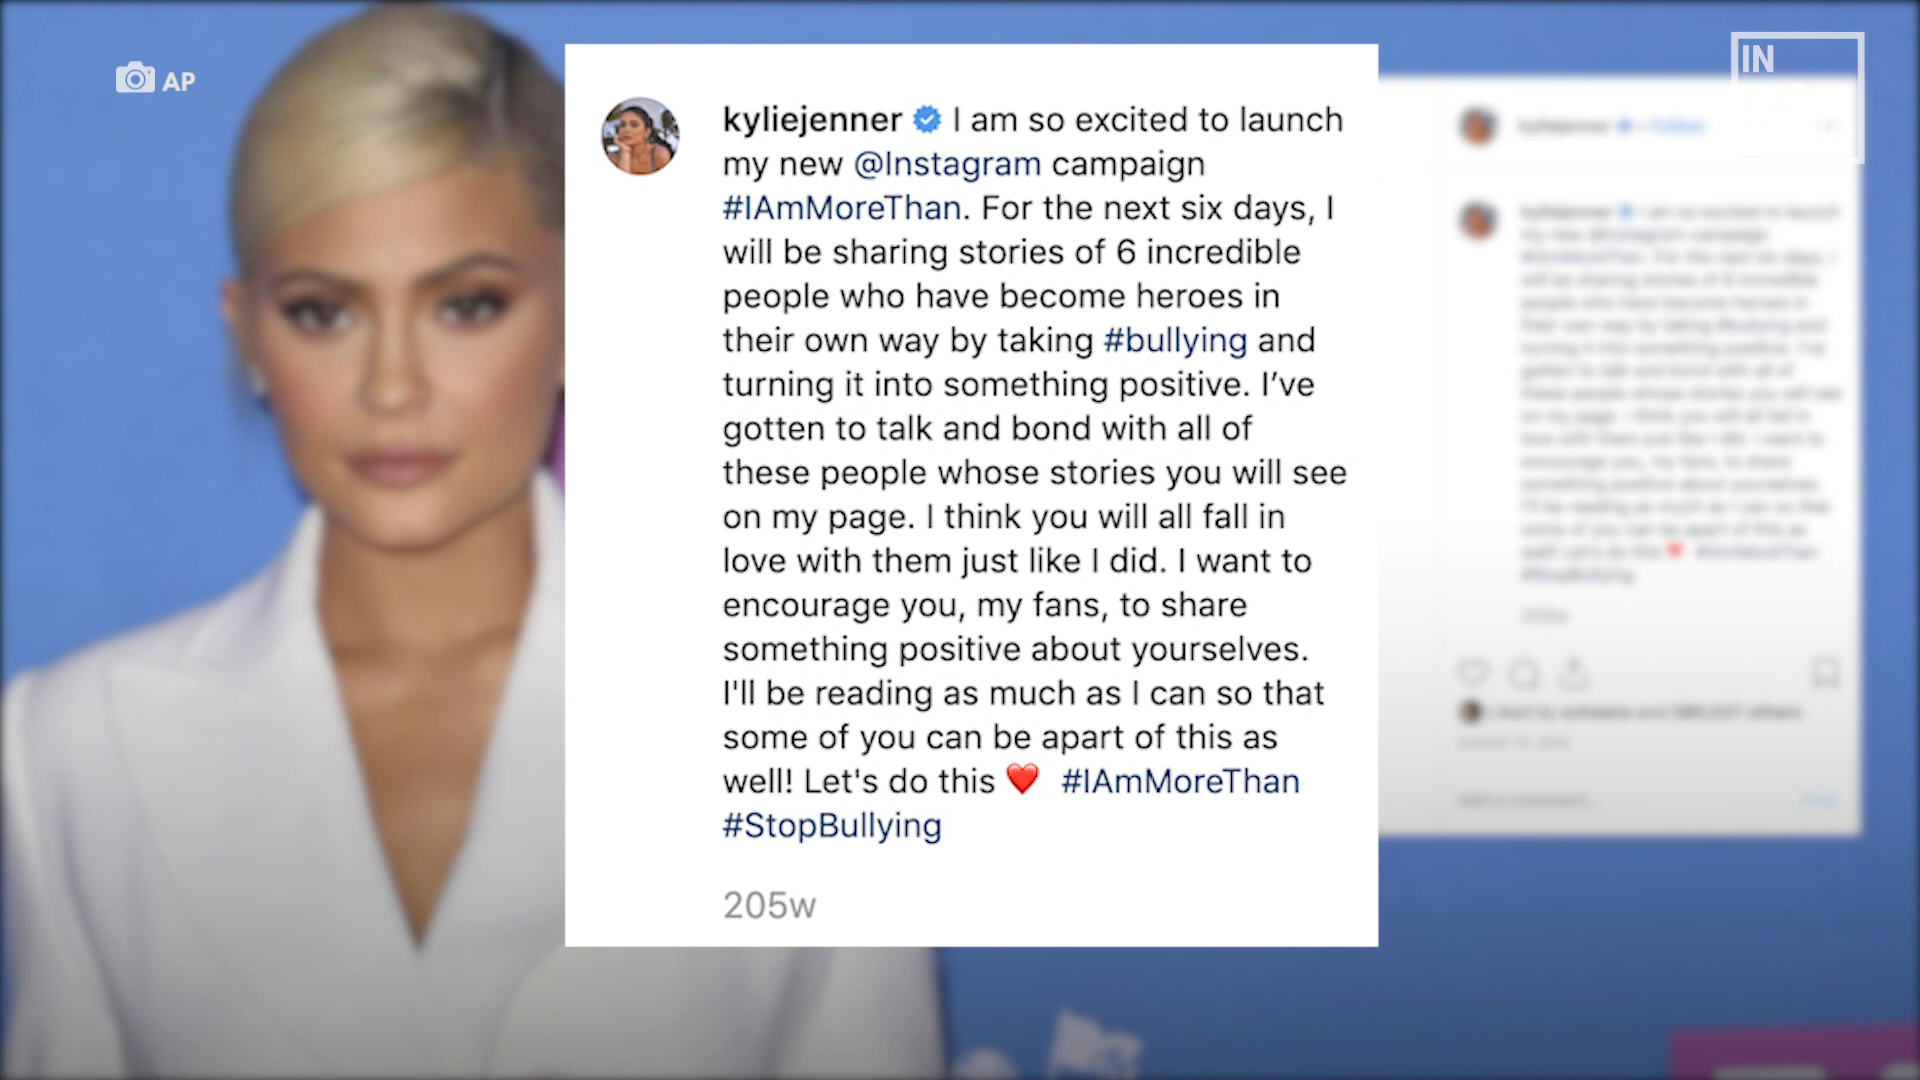 AP
IN
kyliejenner I am so excited to launch
my new @Instagram campaign
#IAmMoreThan. For the next six days, I
will be sharing stories of 6 incredible
people who have become heroes in
their own way by taking #bullying and
turning it into something positive. I’ve
gotten to talk and bond with all of
these people whose stories you will see
on my page. I think you will all fall in
love with them just like I did. I want to
encourage you, my fans, to share
something positive about yourselves.
I'll be reading as much as I can so that
some of you can be apart of this as
well! Let's do this ❤️ #IAmMoreThan
#StopBullying
205w